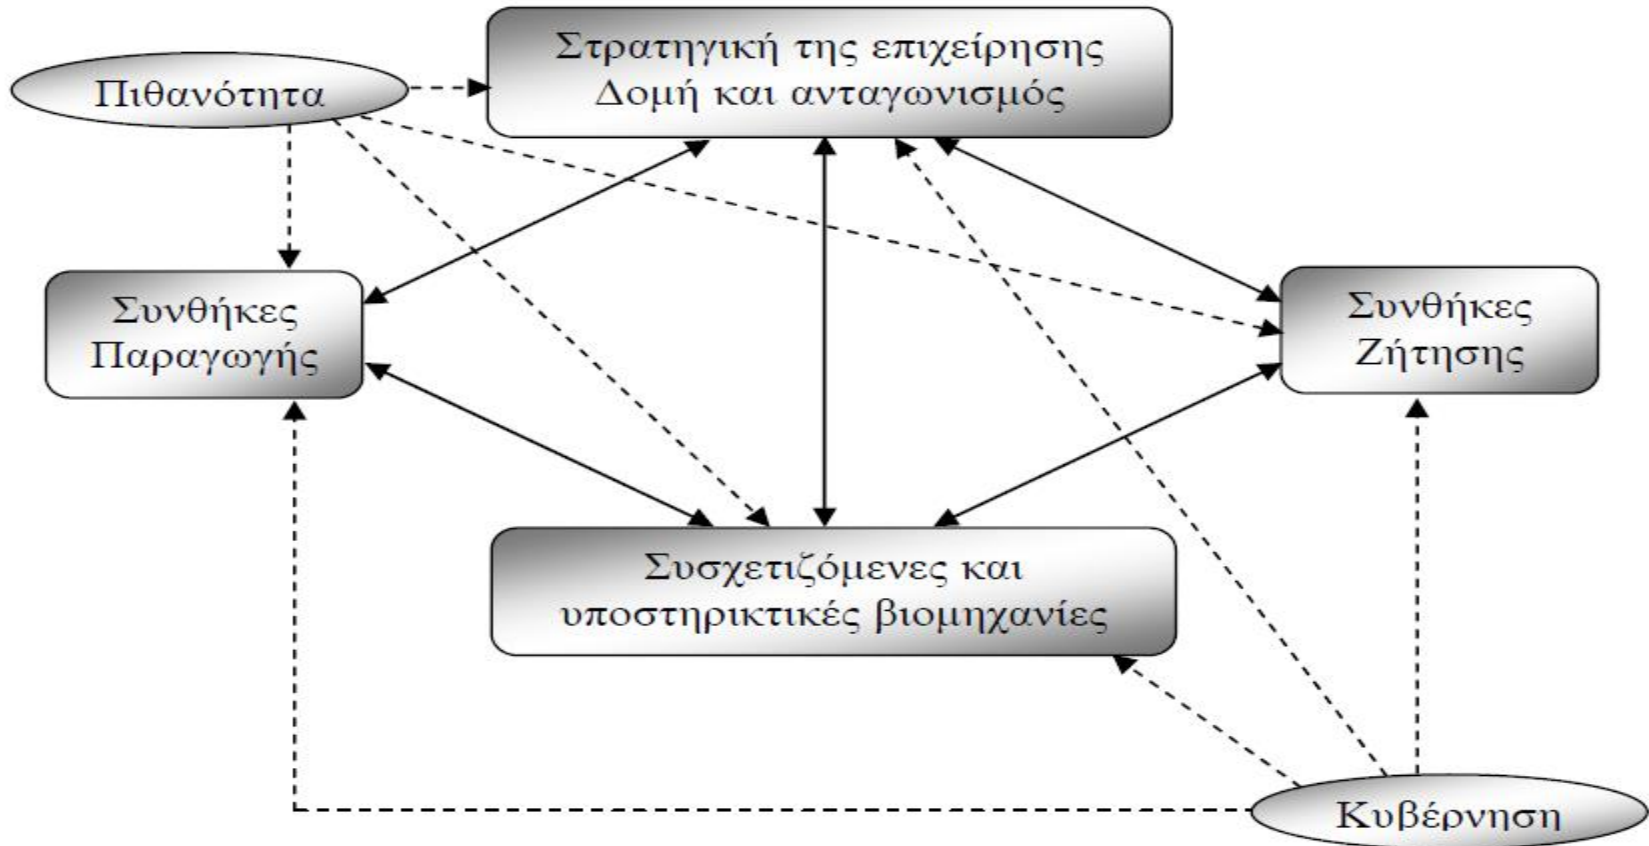 Στρατηγική της επιχείρησης
Δομή και ανταγωνισμός
Πιθανότητα
Συνθήκες
Παραγωγής
Συνθήκες
Ζήτησης
Συσχετιζόμενες και
υποστηρικτικές βιομηχανίες
Κυβέρνηση